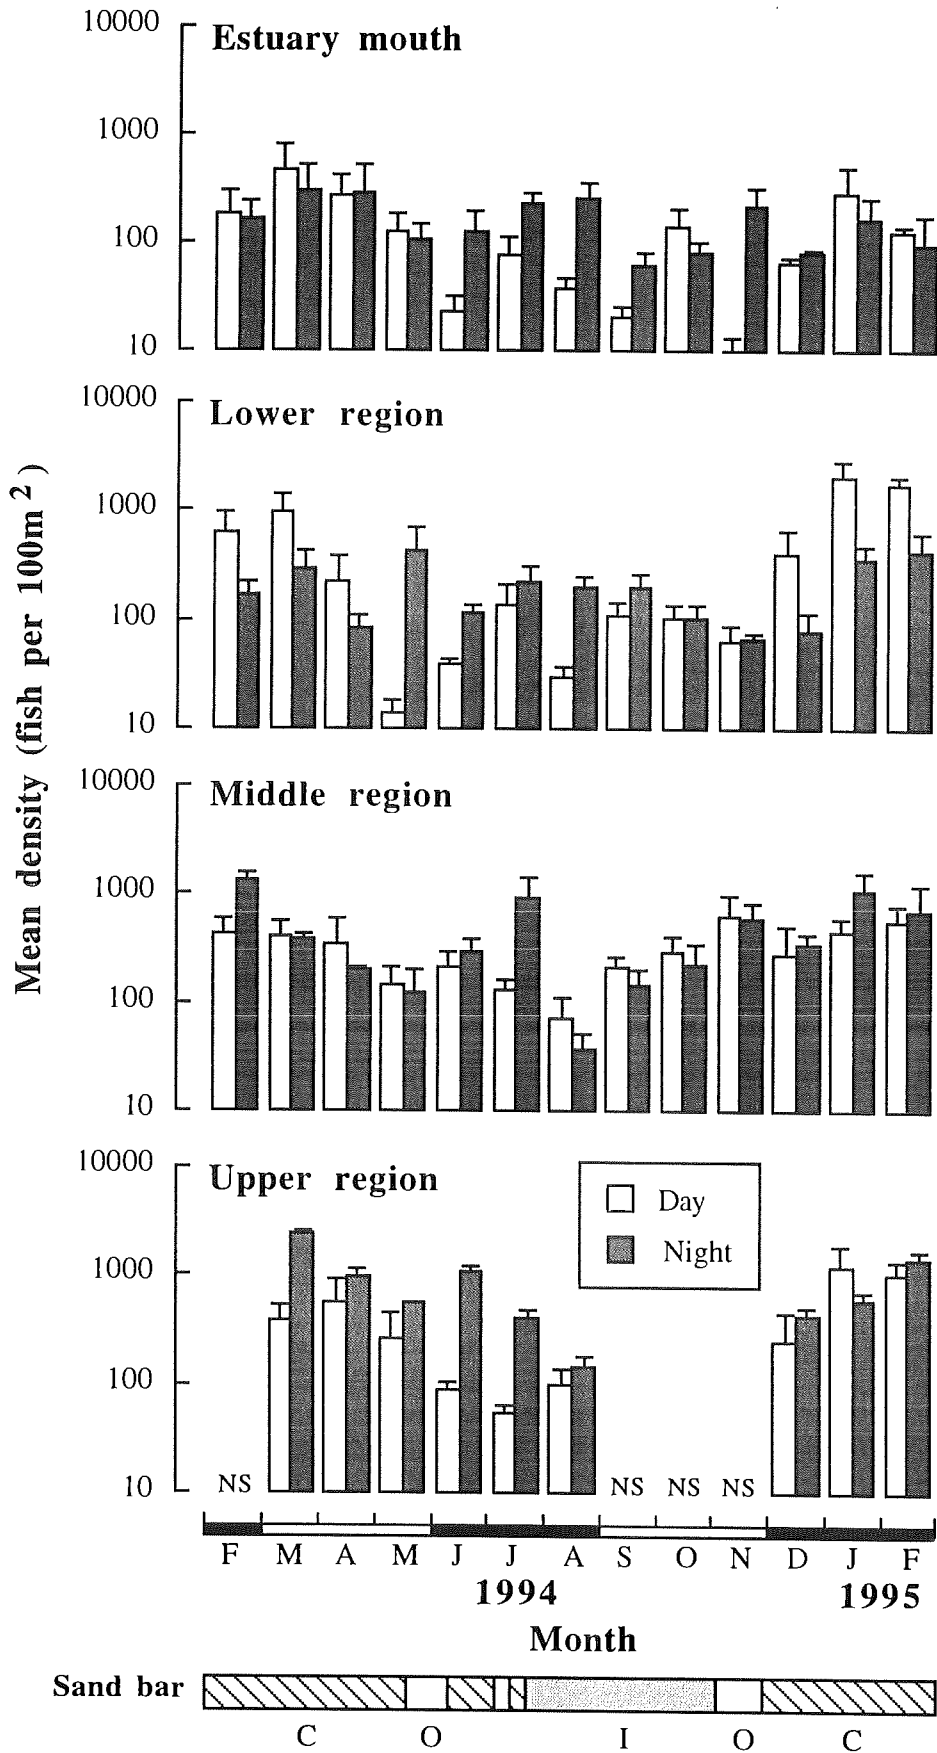 10000
Estuary mouth
1000
100
10
10000
Lower region
1000
100
10
Mean density (fish per 100m²)
10000
Middle region
1000
100
10
10000
Upper region
Day
Night
1000
100
10
NS NS NS NS
F M A M J J A S O N D J F
1994 1995
Month
Sand bar
C O I O C